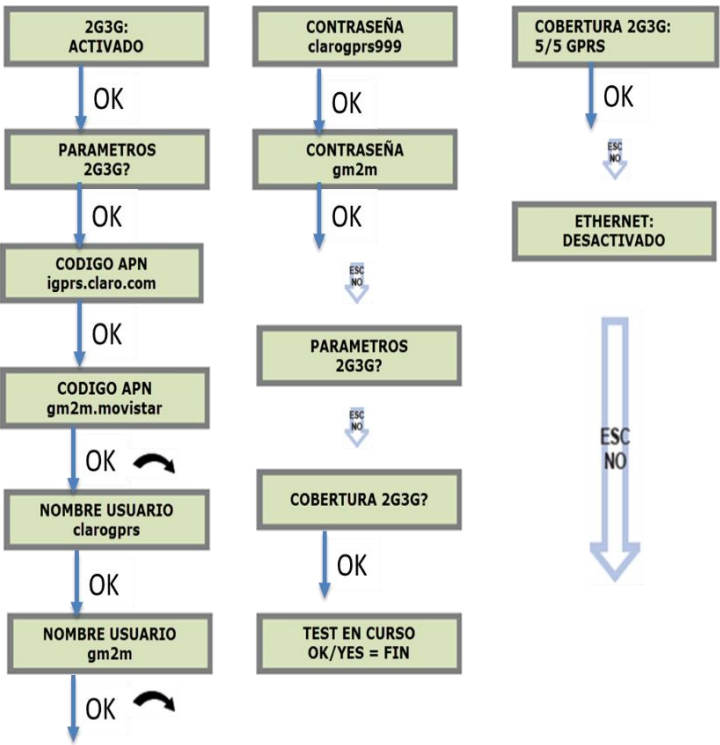 2G3G:
ACTIVADO
OK
PARAMETROS
2G3G?
OK
CODIGO APN
igprs.claro.com
OK
CODIGO APN
gm2m.movistar
OK
NOMBRE USUARIO
clarogprs
OK
NOMBRE USUARIO
gm2m
OK
CONTRASEÑA
clarogprs999
OK
CONTRASEÑA
gm2m
OK
ESC
NO
PARAMETROS
2G3G?
ESC
NO
COBERTURA 2G3G?
OK
TEST EN CURSO
OK/YES = FIN
COBERTURA 2G3G:
5/5 GPRS
OK
ESC
NO
ETHERNET:
DESACTIVADO
ESC
NO